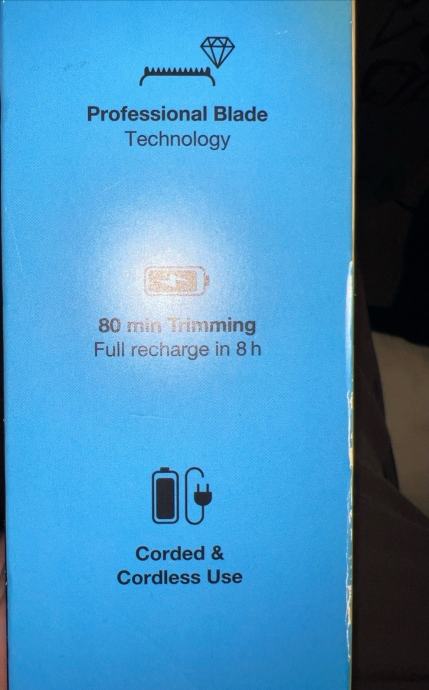 Professional Blade
Technology
80 min Trimming
Full recharge in 8 h
Corded &
Cordless Use